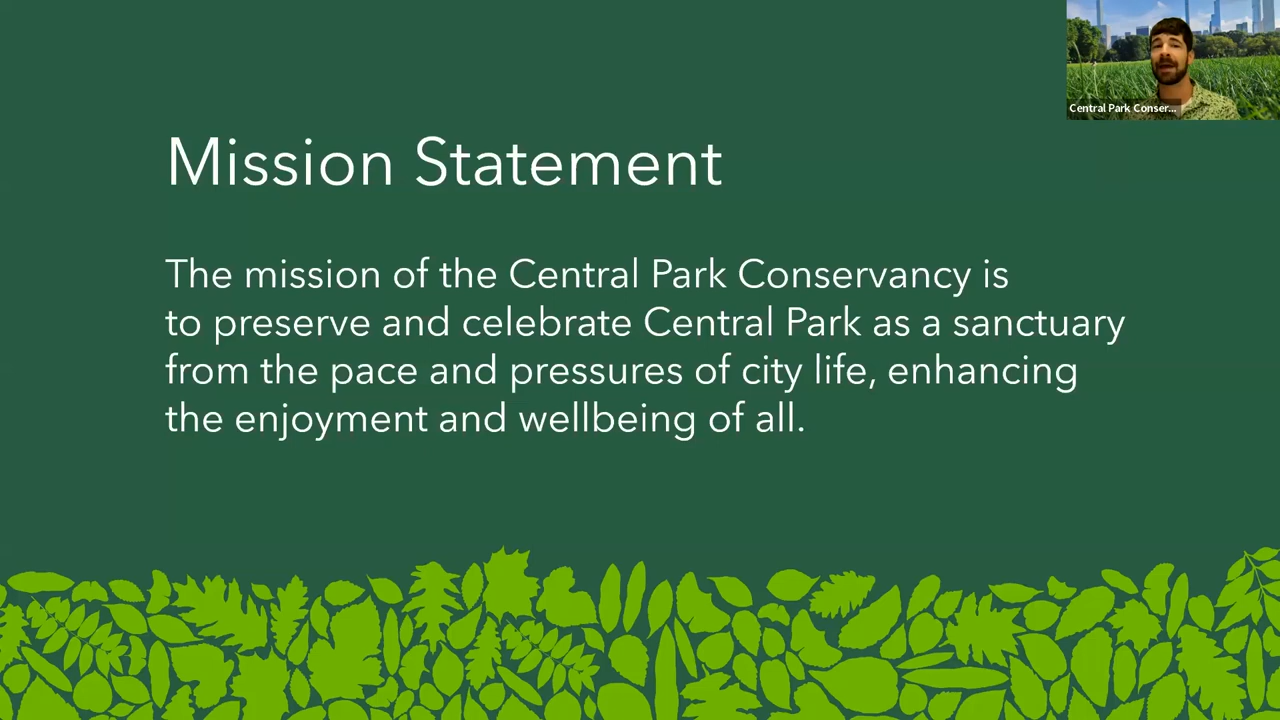 Central Park Conser...
Mission Statement
The mission of the Central Park Conservancy is
to preserve and celebrate Central Park as a sanctuary
from the pace and pressures of city life, enhancing
the enjoyment and wellbeing of all.